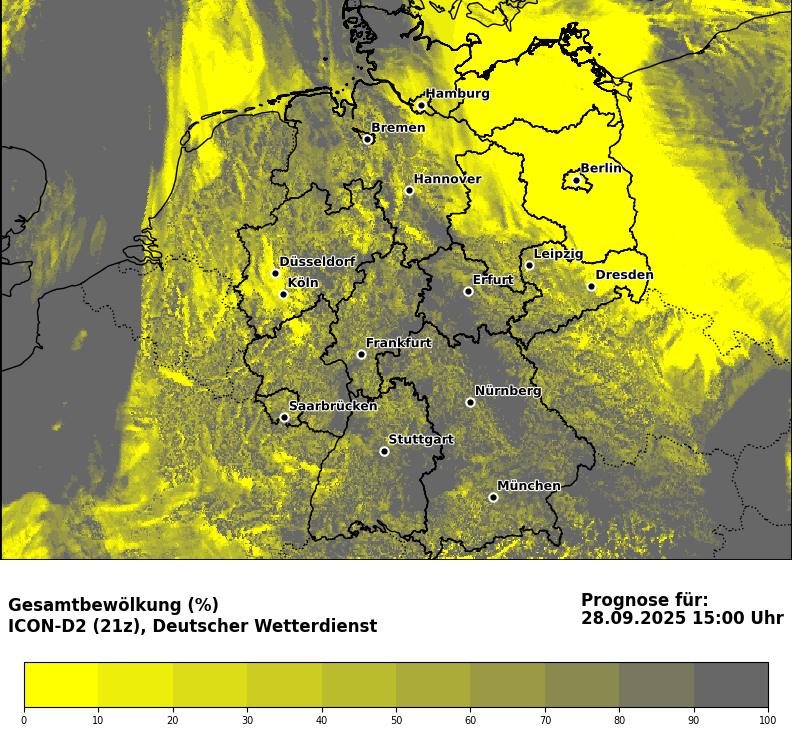 Hamburg
Bremen
Berlin
Hannover
Leipzig
Düsseldorf
Dresden
Erfurt
Köln
Frankfurt
Nürnberg
Saarbrücken
Stuttgart
München
Gesamtbewölkung (%)
ICON-D2 (21z), Deutscher Wetterdienst
Prognose für:
28.09.2025 15:00 Uhr
0 10 20 30 40 50 60 70 80 90 100